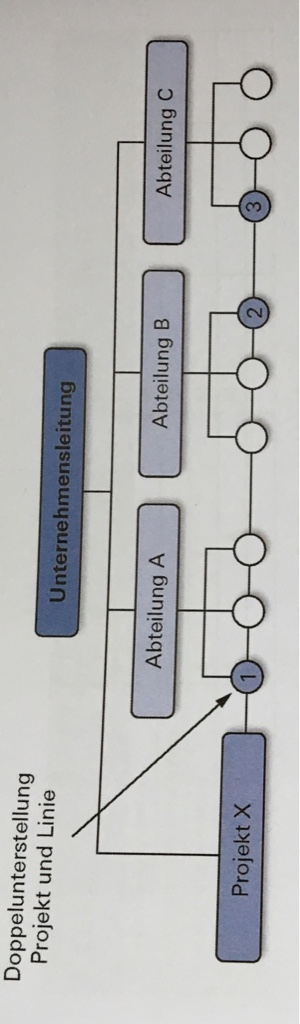 Doppelunterstellung
Projekt und Linie
Unternehmensleitung
Abteilung A
Abteilung B
Abteilung C
Projekt X
1
2
3